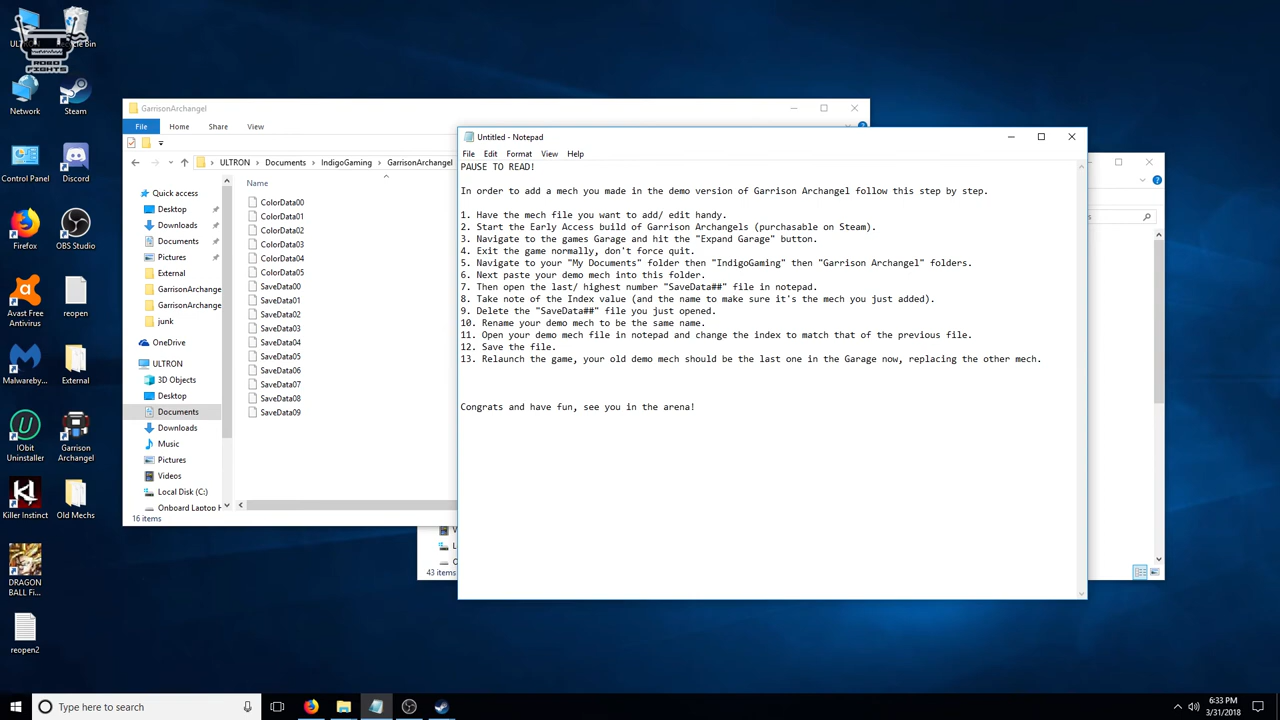 ULTRON
Recycle Bin
ROBO FIGHTS
Network
Steam
Control Panel
Discord
Firefox
OBS Studio
Avast Free Antivirus
reopen
Malwareby...
External
IObit Uninstaller
Garrison Archangel
Killer Instinct
Old Mechs
DRAGON BALL Fi...
reopen2
GarrisonArchangel
File
Home
Share
View
ULTRON > Documents > IndigoGaming > GarrisonArchangel
Quick access
Desktop
Downloads
Documents
Pictures
External
GarrisonArchange
GarrisonArchange
junk
OneDrive
ULTRON
3D Objects
Desktop
Documents
Downloads
Music
Pictures
Videos
Local Disk (C:)
Onboard Laptop
Name
ColorData00
ColorData01
ColorData02
ColorData03
ColorData04
ColorData05
SaveData00
SaveData01
SaveData02
SaveData03
SaveData04
SaveData05
SaveData06
SaveData07
SaveData08
SaveData09
16 items
43 items
Untitled - Notepad
File Edit Format View Help
PAUSE TO READ!
In order to add a mech you made in the demo version of Garrison Archangel follow this step by step.
1. Have the mech file you want to add/ edit handy.
2. Start the Early Access build of Garrison Archangels (purchasable on Steam).
3. Navigate to the games Garage and hit the "Expand Garage" button.
4. Exit the game normally, don't force quit.
5. Navigate to your "My Documents" folder then "IndigoGaming" then "Garrison Archangel" folders.
6. Next paste your demo mech into this folder.
7. Then open the last/ highest number "SaveData##" file in notepad.
8. Take note of the Index value (and the name to make sure it's the mech you just added).
9. Delete the "SaveData##" file you just opened.
10. Rename your demo mech to be the same name.
11. Open your demo mech file in notepad and change the index to match that of the previous file.
12. Save the file.
13. Relaunch the game, your old demo mech should be the last one in the Garage now, replacing the other mech.
Congrats and have fun, see you in the arena!
Type here to search
6:33 PM
3/31/2018